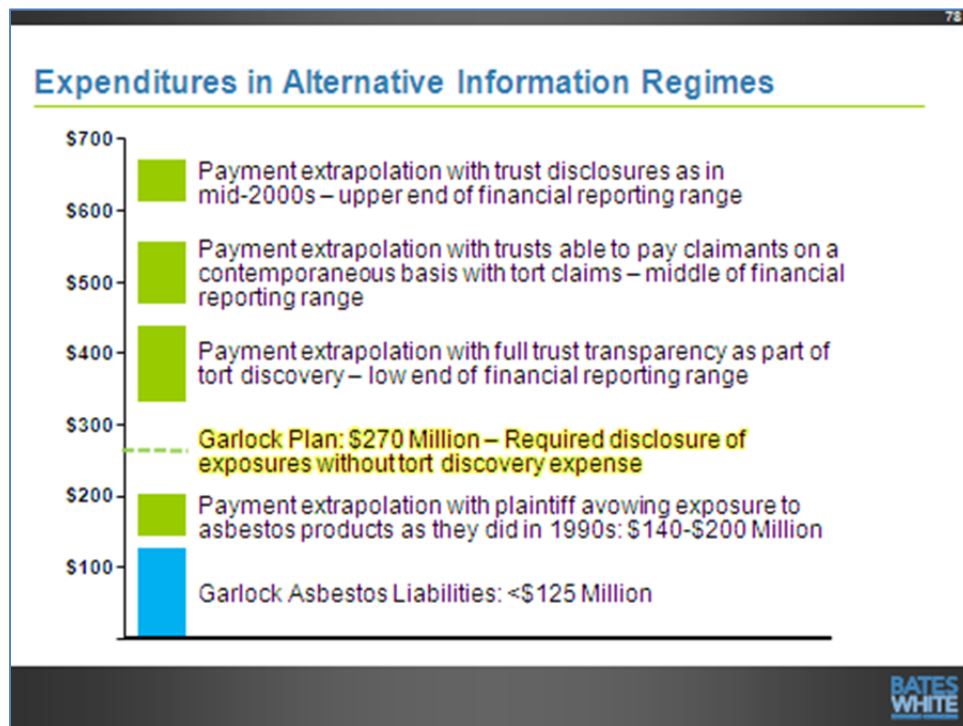 78
Expenditures in Alternative Information Regimes
$700
Payment extrapolation with trust disclosures as in
mid-2000s – upper end of financial reporting range
$600
Payment extrapolation with trusts able to pay claimants on a
contemporaneous basis with tort claims – middle of financial
reporting range
$500
$400
Payment extrapolation with full trust transparency as part of
tort discovery – low end of financial reporting range
$300
Garlock Plan: $270 Million – Required disclosure of
exposures without tort discovery expense
$200
Payment extrapolation with plaintiff avowing exposure to
asbestos products as they did in 1990s: $140-$200 Million
$100
Garlock Asbestos Liabilities: <$125 Million
BATES
WHITE